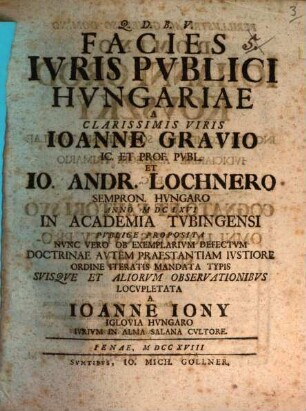 3
Q. D. B. V.
5.
FACIES
IVRIS PVBLICI
HVNGARIAE
A
CLARISSIMIS VIRIS
IOANNE GRAVIO
IC. ET PROF. PVBL.
ET
IO. ANDR. LOCHNERO
SEMPRON. HVNGARO
ANNO MDCLXVI
IN ACADEMIA TVBINGENSI
PVBLICE PROPOSITA
NVNC VERO OB EXEMPLARIVM DEFECTVM
DOCTRINAE AVTEM PRAESTANTIAM IVSTIORE
ORDINE ITERATIS MANDATA TYPIS
SVISQVE ET ALIORVM OBSERVATIONIBVS
LOCVPLETATA
A
IOANNE IONY
IGLOVIA HVNGARO
IVRIVM IN ALMA SALANA CVLTORE.
IENAE, MDCCXVIII
SVMTIBVS, IO. MICH. GOLLNER.